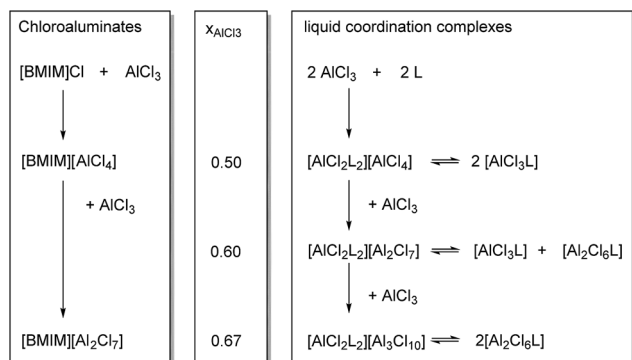 Chloroaluminates
[BMIM]Cl + AlCl₃
[BMIM][AlCl₄]
+ AlCl₃
[BMIM][Al₂Cl₇]
xAlCl3
0.50
0.60
0.67
liquid coordination complexes
2 AlCl₃ + 2 L
[AlCl₂L₂][AlCl₄] ⇌ 2 [AlCl₃L]
+ AlCl₃
[AlCl₂L₂][Al₂Cl₇] ⇌ [AlCl₃L] + [Al₂Cl₆L]
+ AlCl₃
[AlCl₂L₂][Al₃Cl₁₀] ⇌ 2[Al₂Cl₆L]